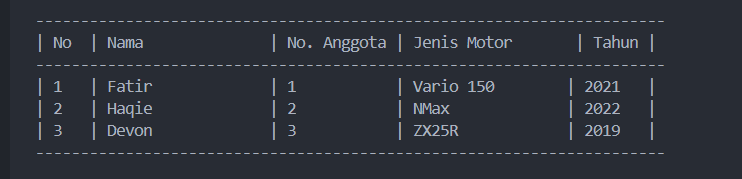 ----------------------------------------------------------------------
| No  | Nama              | No. Anggota | Jenis Motor       | Tahun |
----------------------------------------------------------------------
| 1   | Fatir             | 1           | Vario 150        | 2021   |
| 2   | Haqie             | 2           | NMax             | 2022   |
| 3   | Devon             | 3           | ZX25R            | 2019   |
----------------------------------------------------------------------